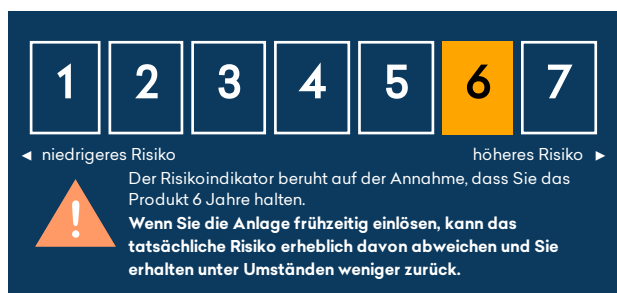 1 2 3 4 5 6 7
◄ niedrigeres Risiko höheres Risiko ►
Der Risikoindikator beruht auf der Annahme, dass Sie das
Produkt 6 Jahre halten.
Wenn Sie die Anlage frühzeitig einlösen, kann das
tatsächliche Risiko erheblich davon abweichen und Sie
erhalten unter Umständen weniger zurück.